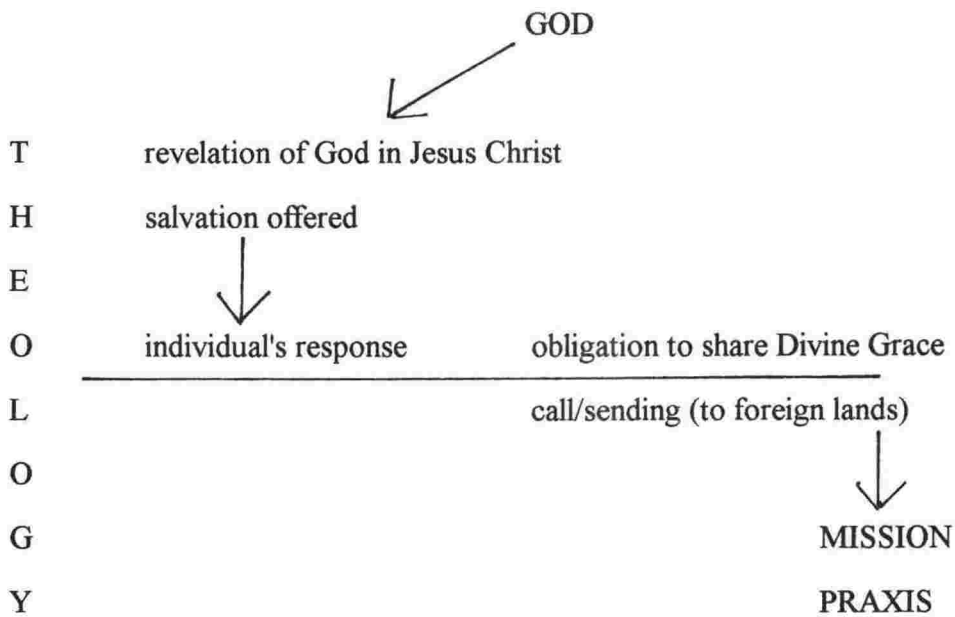 GOD
T revelation of God in Jesus Christ
H salvation offered
E
O individual's response obligation to share Divine Grace
L call/sending (to foreign lands)
O
G MISSION
Y PRAXIS